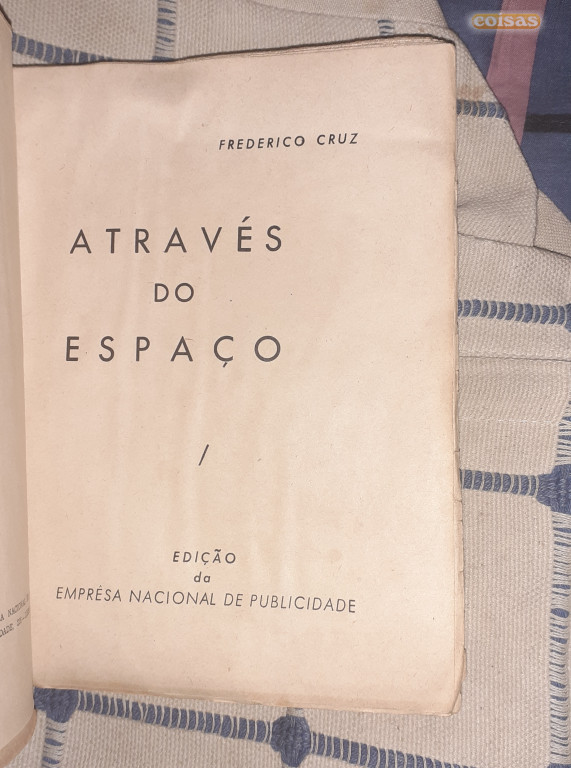 coisas
FREDERICO CRUZ
ATRAVÉS
DO
ESPAÇO
/
EDIÇÃO
da
EMPRÊSA NACIONAL DE PUBLICIDADE